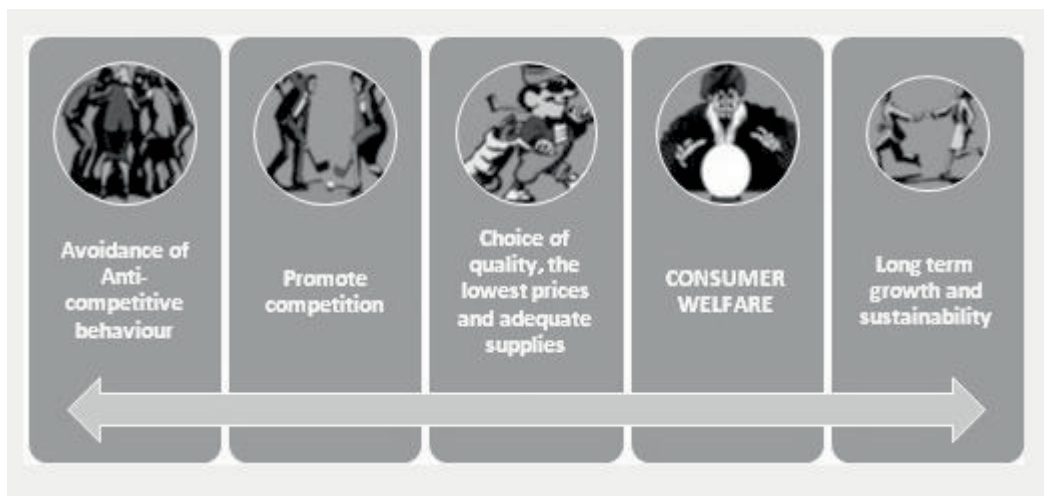 Avoidance of
Anti-
competitive
behaviour
Promote
competition
Choice of
quality, the
lowest prices
and adequate
supplies
CONSUMER
WELFARE
Long term
growth and
sustainability